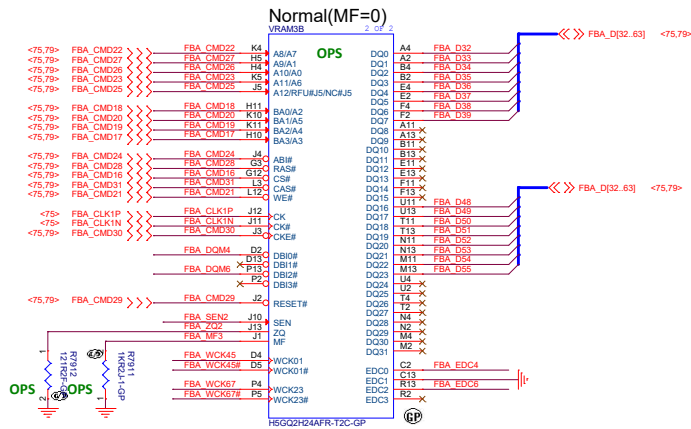 Normal(MF=0)
VRAM3B
2 OF 2
OPS
<75,79> FBA_CMD22 FBA_CMD22 K4 A8/A7
<75,79> FBA_CMD27 FBA_CMD27 H5 A9/A1
<75,79> FBA_CMD26 FBA_CMD26 H4 A10/A0
<75,79> FBA_CMD23 FBA_CMD23 K5 A11/A6
<75,79> FBA_CMD25 FBA_CMD25 J5 A12/RFU#J5/NC#J5
<75,79> FBA_CMD18 FBA_CMD18 H11 BA0/A2
<75,79> FBA_CMD20 FBA_CMD20 K10 BA1/A5
<75,79> FBA_CMD19 FBA_CMD19 K11 BA2/A4
<75,79> FBA_CMD17 FBA_CMD17 H10 BA3/A3
<75,79> FBA_CMD24 FBA_CMD24 J4 ABI#
<75,79> FBA_CMD28 FBA_CMD28 G3 RAS#
<75,79> FBA_CMD16 FBA_CMD16 G12 CS#
<75,79> FBA_CMD31 FBA_CMD31 L3 CAS#
<75,79> FBA_CMD21 FBA_CMD21 L12 WE#
<75> FBA_CLK1P FBA_CLK1P J12 CK
<75> FBA_CLK1N FBA_CLK1N J11 CK#
<75,79> FBA_CMD30 FBA_CMD30 J3 CKE#
FBA_DQM4 D2 DBI0#
D13 DBI1#
FBA_DQM6 P13 DBI2#
P2 DBI3#
<75,79> FBA_CMD29 FBA_CMD29 J2 RESET#
FBA_SEN2 J10 SEN
FBA_ZQ2 J13 ZQ
FBA_MF3 J1 MF
FBA_WCK45 D4 WCK01
FBA_WCK45# D5 WCK01#
FBA_WCK67 P4 WCK23
FBA_WCK67# P5 WCK23#
DQ0 A4 FBA_D32
DQ1 A2 FBA_D33
DQ2 B4 FBA_D34
DQ3 B2 FBA_D35
DQ4 E4 FBA_D36
DQ5 E2 FBA_D37
DQ6 F4 FBA_D38
DQ7 F2 FBA_D39
DQ8 A11
DQ9 A13
DQ10 B11
DQ11 B13
DQ12 E11
DQ13 E13
DQ14 F11
DQ15 F13
DQ16 U11 FBA_D48
DQ17 U13 FBA_D49
DQ18 T11 FBA_D50
DQ19 T13 FBA_D51
DQ20 N11 FBA_D52
DQ21 N13 FBA_D53
DQ22 M11 FBA_D54
DQ23 M13 FBA_D55
DQ24 U4
DQ25 U2
DQ26 T4
DQ27 T2
DQ28 N4
DQ29 N2
DQ30 M4
DQ31 M2
EDC0 C2 FBA_EDC4
EDC1 C13
EDC2 R13 FBA_EDC6
EDC3 R2
FBA_D[32..63] <75,79>
FBA_D[32..63] <75,79>
1
2
R7912
121R2F-GP
OPS
1
R7911
1KR2J-1-GP
OPS
H5GQ2H24AFR-T2C-GP
GP